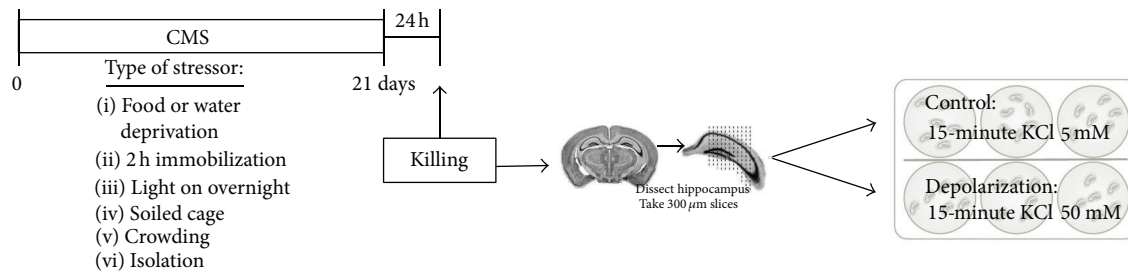 24 h
CMS
0
21 days
Type of stressor:
(i) Food or water
deprivation
(ii) 2 h immobilization
(iii) Light on overnight
(iv) Soiled cage
(v) Crowding
(vi) Isolation
Killing
Dissect hippocampus
Take 300 μm slices
Control:
15-minute KCl 5 mM
Depolarization:
15-minute KCl 50 mM